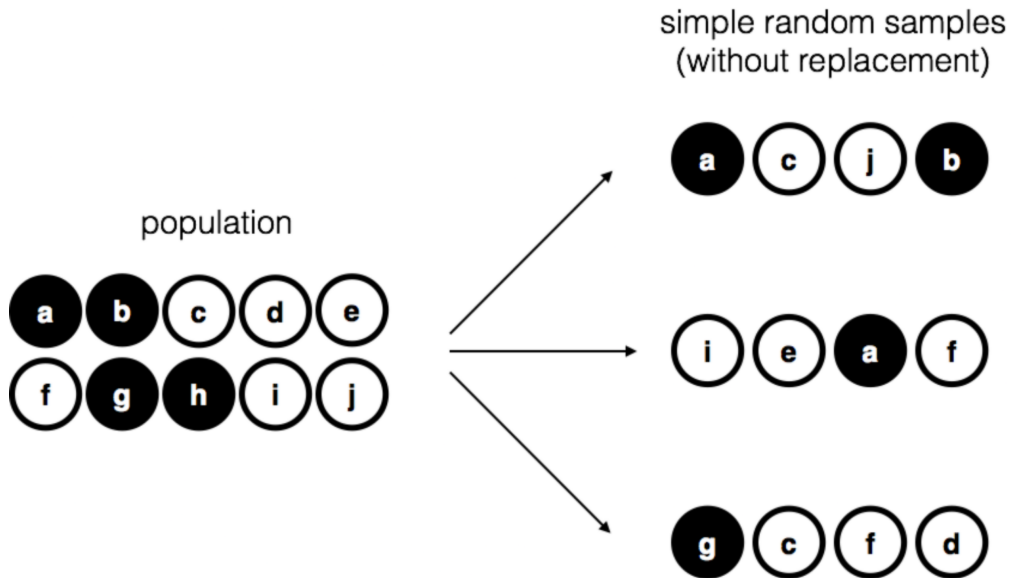 simple random samples
(without replacement)
a c j b
population
a b c d e
f g h i j
i e a f
g c f d